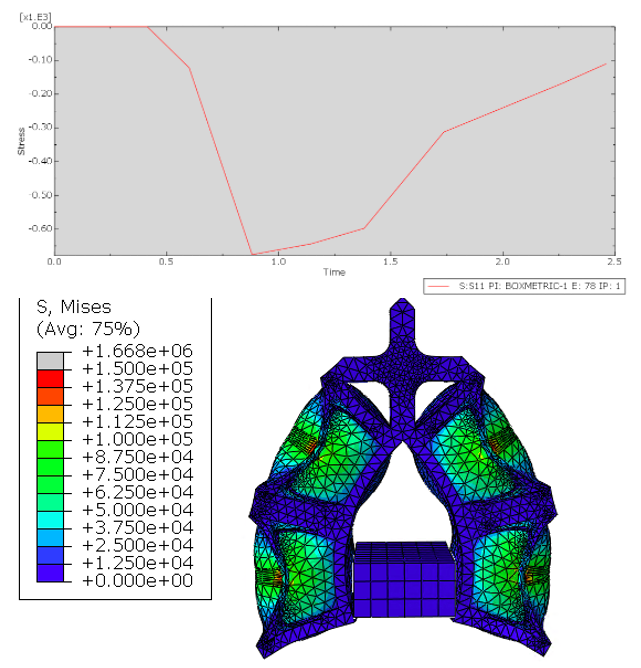 [x1.E3]
0.00
-0.10
-0.20
-0.30
-0.40
-0.50
-0.60
Stress
0.0 0.5 1.0 1.5 2.0 2.5
Time
S:S11 PI: BOXMETRIC-1 E: 78 IP: 1
S, Mises
(Avg: 75%)
+1.668e+06
+1.500e+05
+1.375e+05
+1.250e+05
+1.125e+05
+1.000e+05
+8.750e+04
+7.500e+04
+6.250e+04
+5.000e+04
+3.750e+04
+2.500e+04
+1.250e+04
+0.000e+00